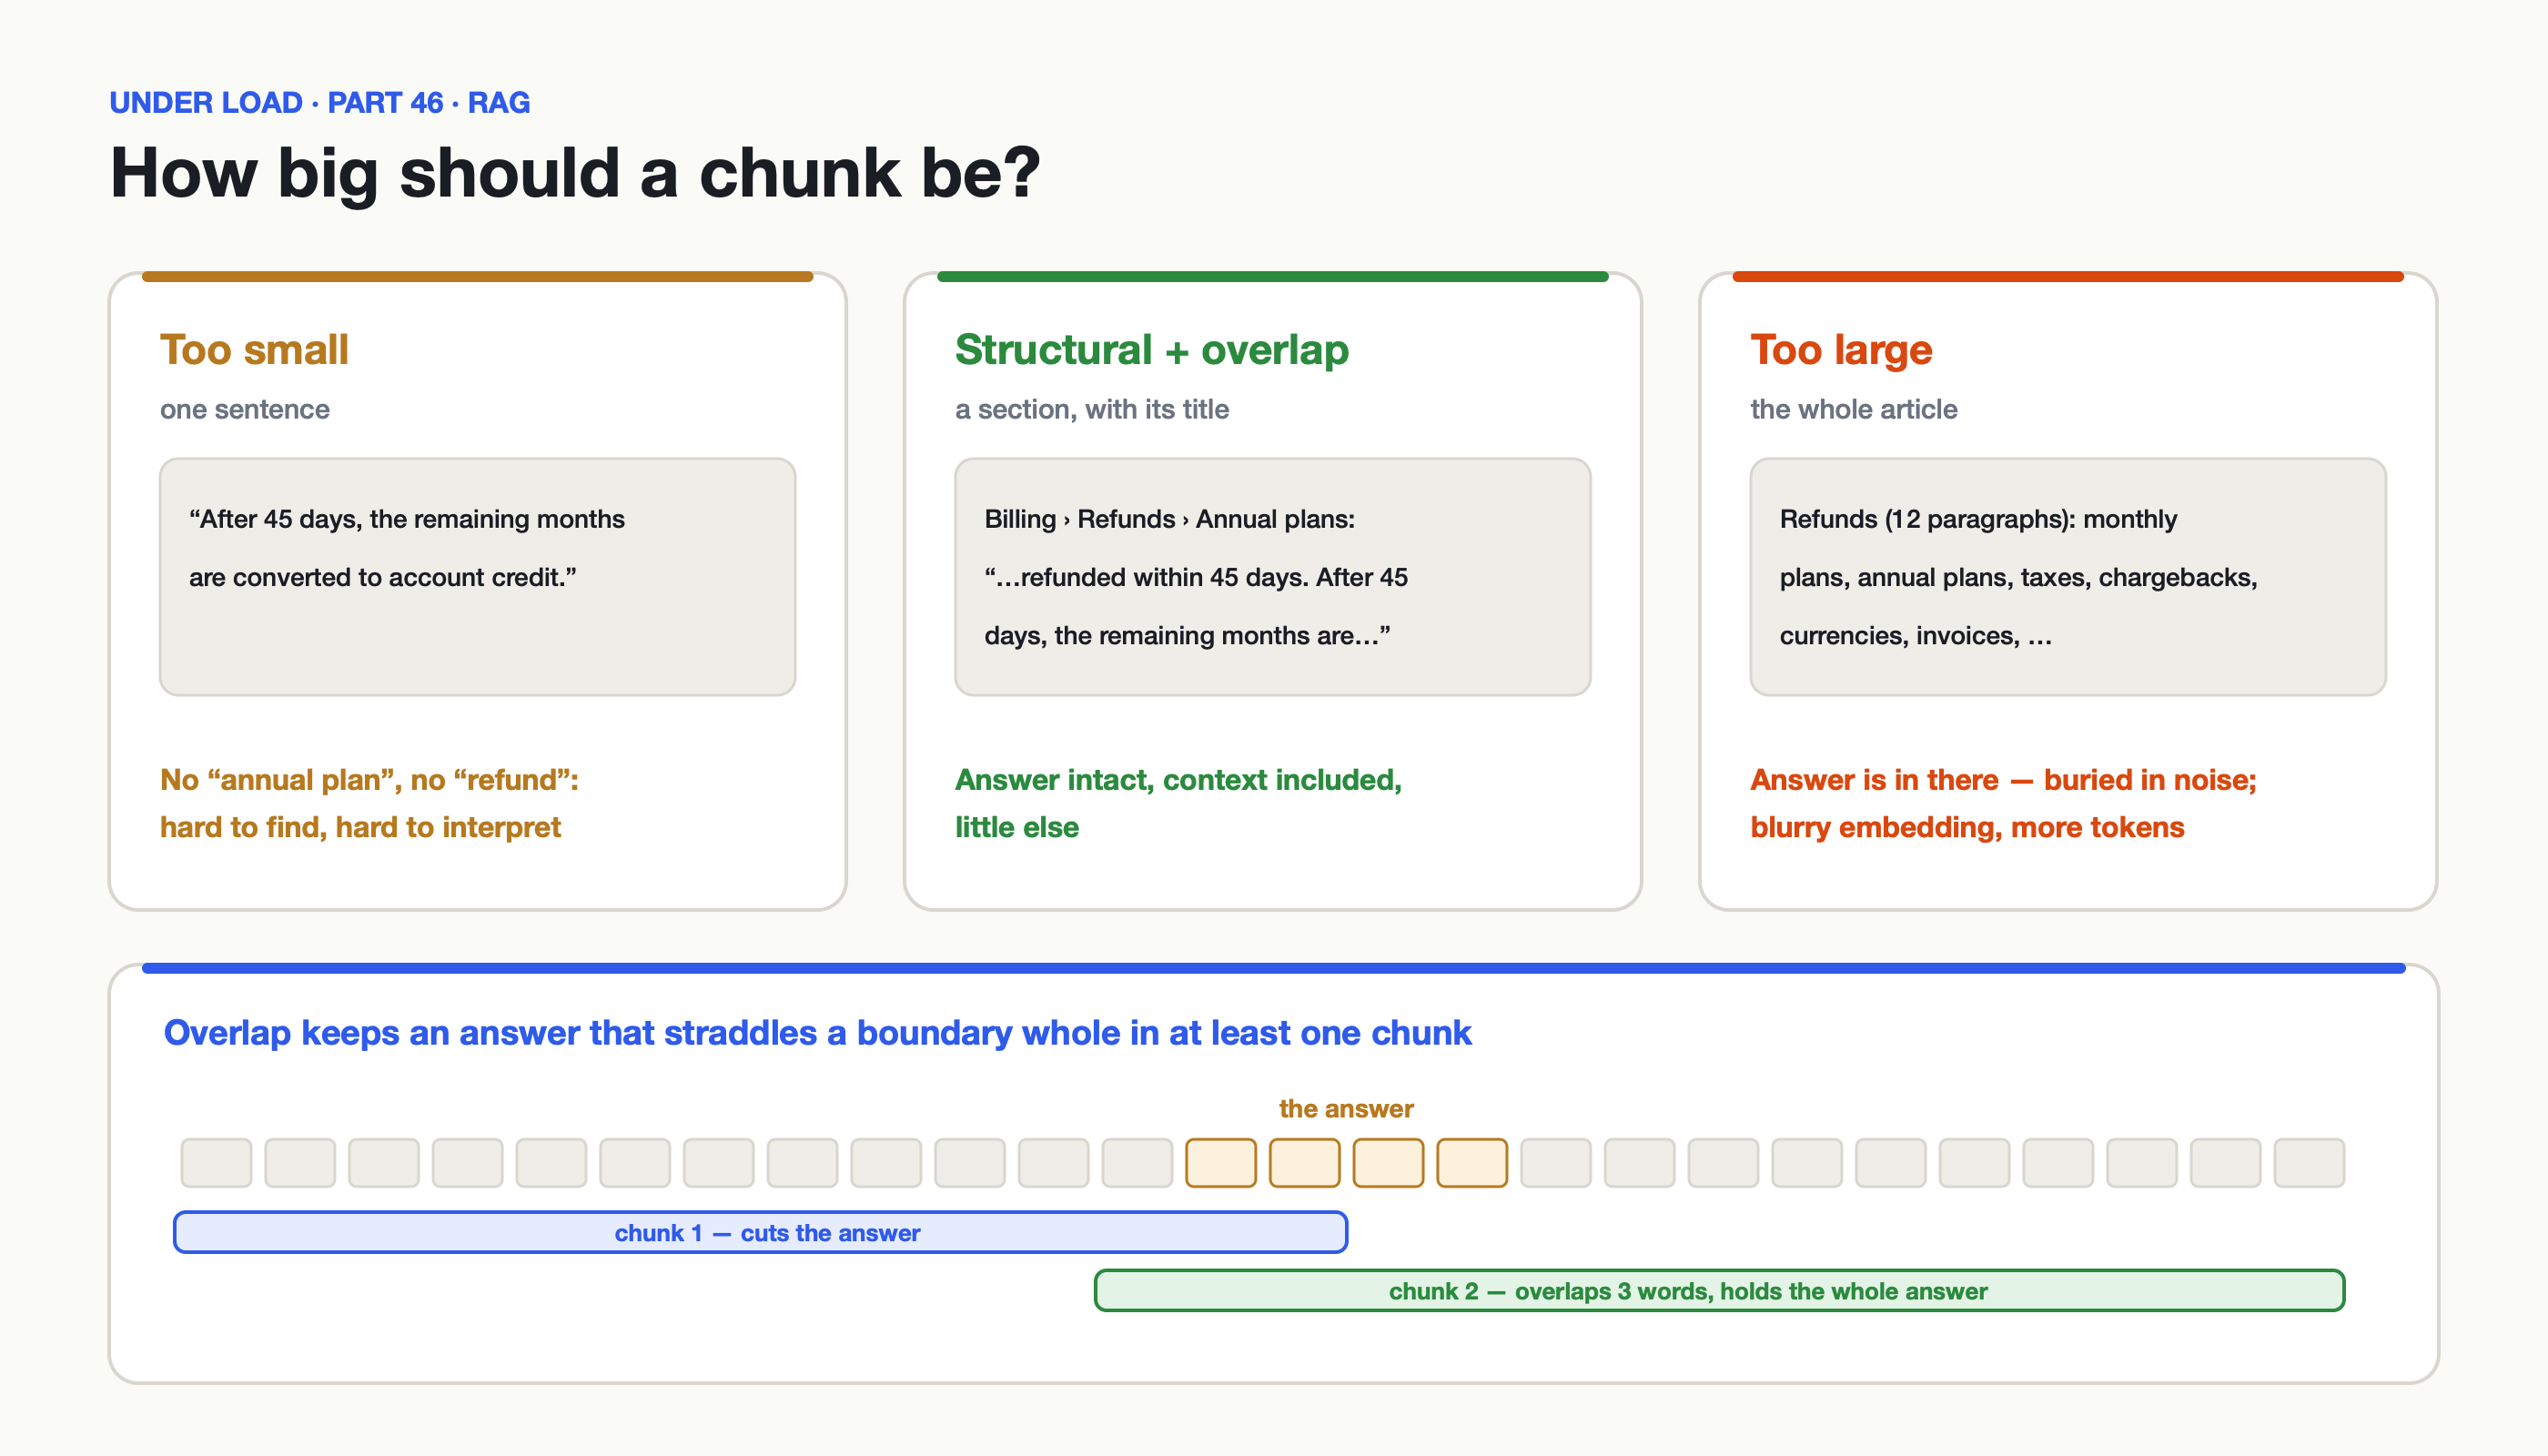 UNDER LOAD · PART 46 · RAG
How big should a chunk be?
Too small
one sentence
“After 45 days, the remaining months
are converted to account credit.”
No “annual plan”, no “refund”:
hard to find, hard to interpret
Structural + overlap
a section, with its title
Billing › Refunds › Annual plans:
“…refunded within 45 days. After 45
days, the remaining months are…”
Answer intact, context included,
little else
Too large
the whole article
Refunds (12 paragraphs): monthly
plans, annual plans, taxes, chargebacks,
currencies, invoices, …
Answer is in there — buried in noise;
blurry embedding, more tokens
Overlap keeps an answer that straddles a boundary whole in at least one chunk
the answer
chunk 1 — cuts the answer
chunk 2 — overlaps 3 words, holds the whole answer